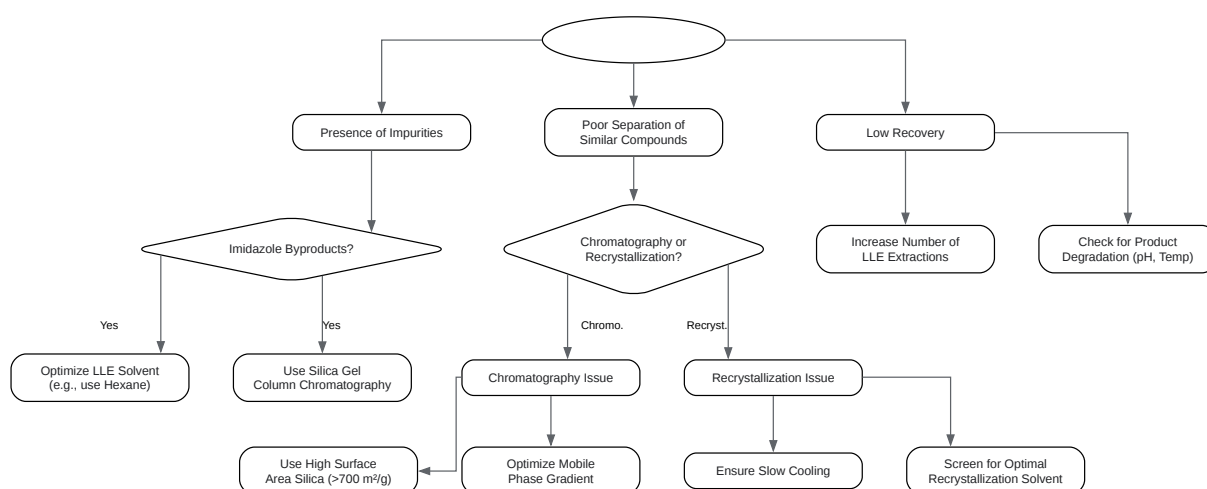 Presence of Impurities
Poor Separation of
Similar Compounds
Low Recovery
Imidazole Byproducts?
Chromatography or
Recrystallization?
Increase Number of
LLE Extractions
Check for Product
Degradation (pH, Temp)
Yes
Yes
Chromo.
Recryst.
Optimize LLE Solvent
(e.g., use Hexane)
Use Silica Gel
Column Chromatography
Chromatography Issue
Recrystallization Issue
Use High Surface
Area Silica (>700 m²/g)
Optimize Mobile
Phase Gradient
Ensure Slow Cooling
Screen for Optimal
Recrystallization Solvent